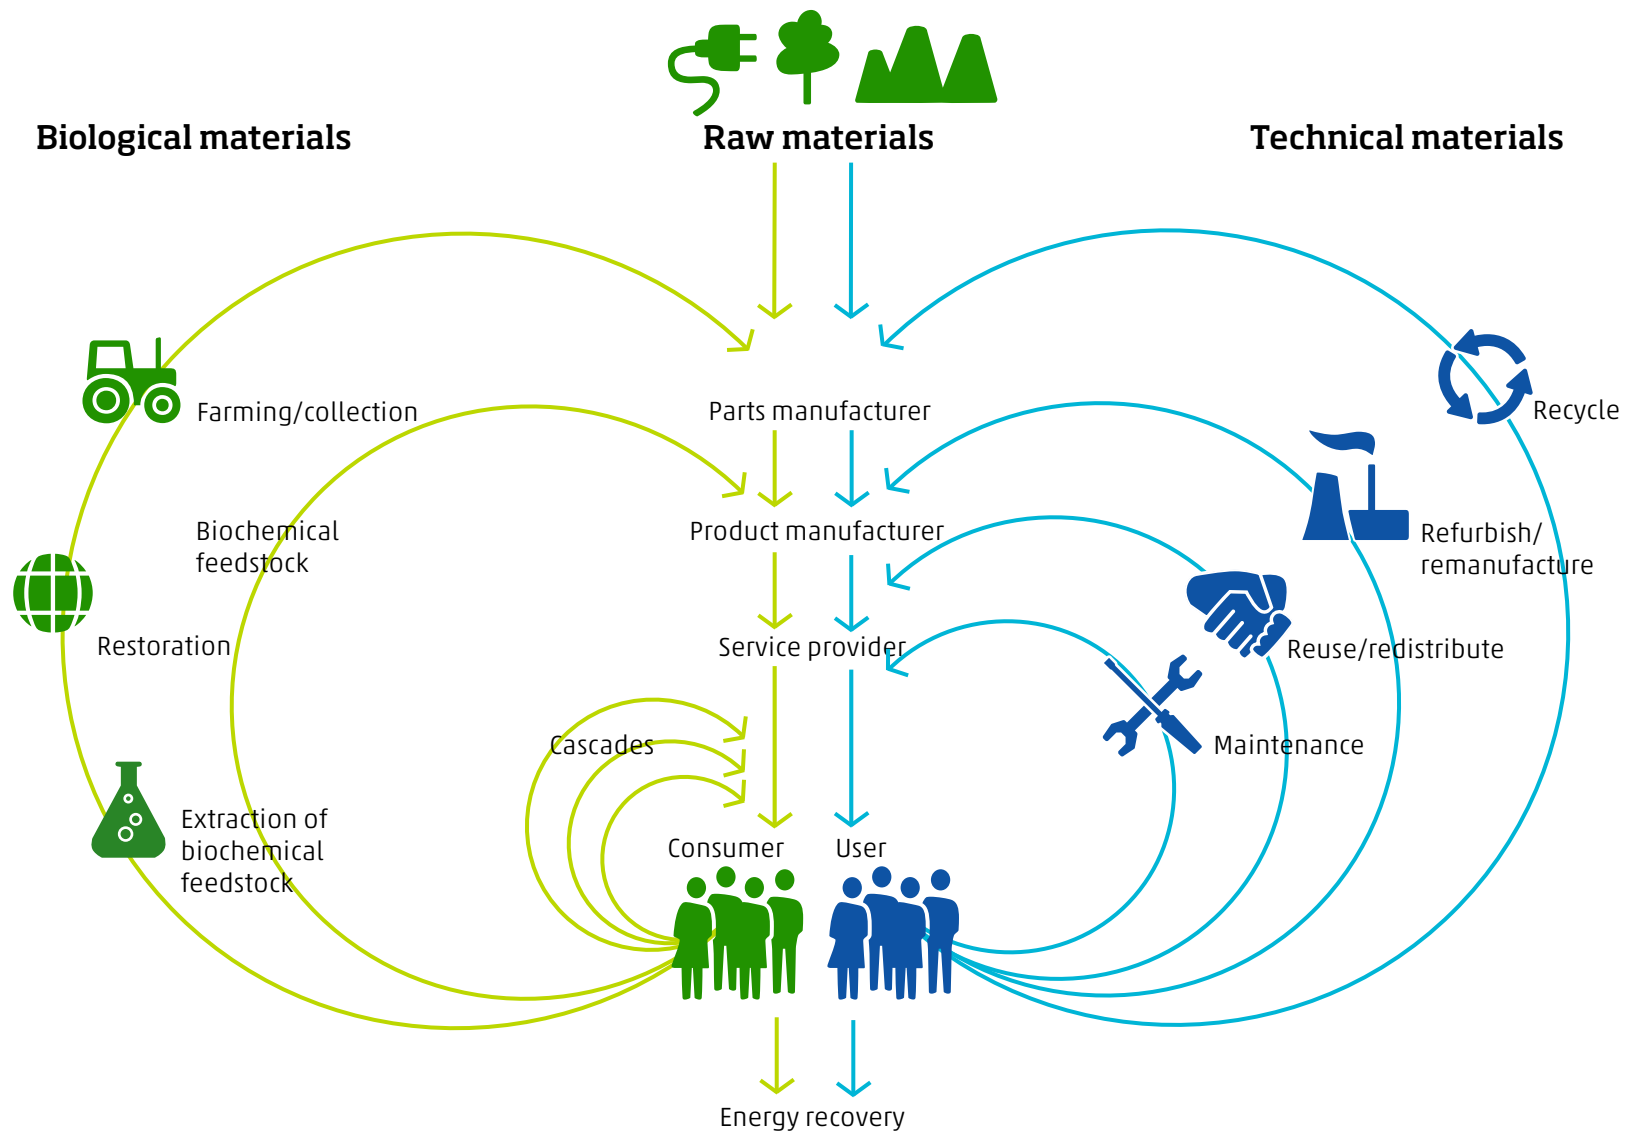 Biological materials
Raw materials
Technical materials
Farming/collection
Parts manufacturer
Recycle
Biochemical
feedstock
Product manufacturer
Refurbish/
remanufacture
Restoration
Service provider
Reuse/redistribute
Cascades
Maintenance
Extraction of
biochemical
feedstock
Consumer
User
Energy recovery